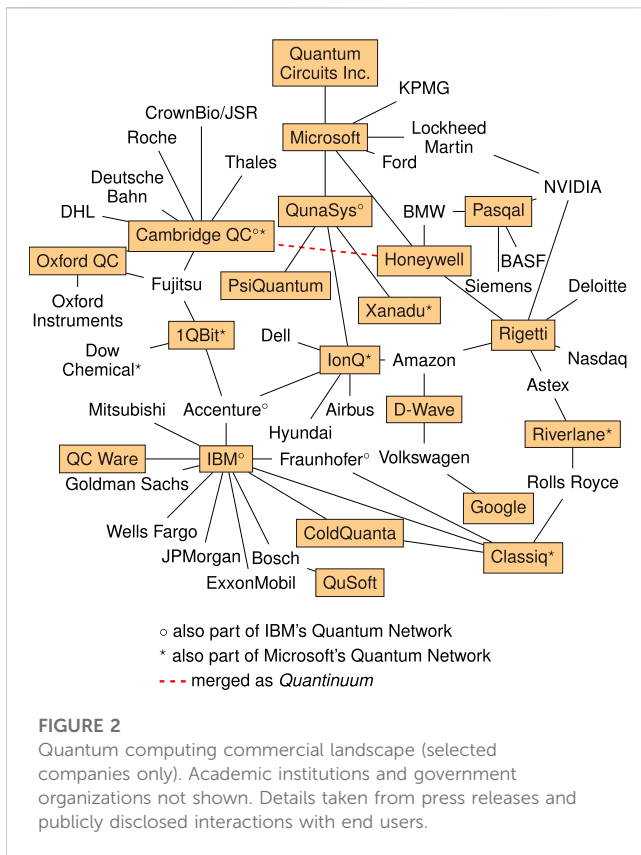 Quantum
Circuits Inc.
KPMG
CrownBio/JSR
Microsoft
Lockheed
Martin
Roche
Ford
Thales
NVIDIA
Deutsche
Bahn
QunaSys°
BMW
Pasqal
DHL
Cambridge QC°*
Oxford QC
Honeywell
BASF
Fujitsu
PsiQuantum
Siemens
Deloitte
Oxford
Instruments
Xanadu*
1QBit*
Dell
Rigetti
Dow
Chemical*
IonQ*
Amazon
Nasdaq
Astex
Mitsubishi
Accenture°
Airbus
D-Wave
Hyundai
Riverlane*
QC Ware
IBM°
Fraunhofer°
Volkswagen
Goldman Sachs
Rolls Royce
Google
Wells Fargo
ColdQuanta
JPMorgan
Bosch
Classiq*
ExxonMobil
QuSoft
° also part of IBM's Quantum Network
* also part of Microsoft's Quantum Network
merged as Quantinuum
FIGURE 2
Quantum computing commercial landscape (selected
companies only). Academic institutions and government
organizations not shown. Details taken from press releases and
publicly disclosed interactions with end users.